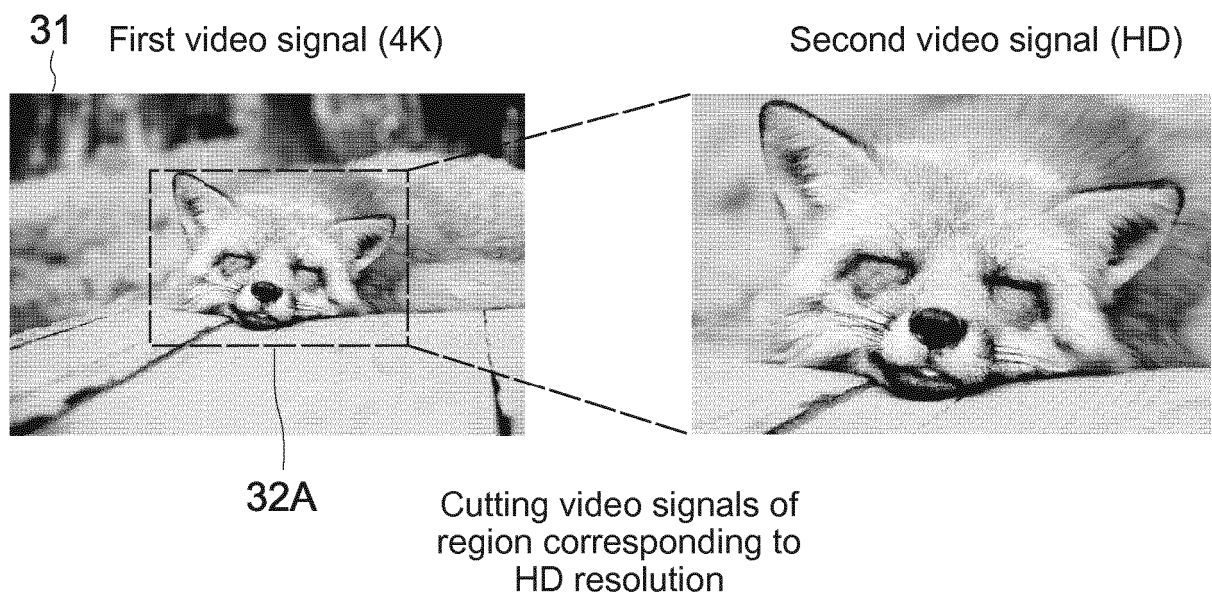 31
First video signal (4K)
Second video signal (HD)
32A
Cutting video signals of
region corresponding to
HD resolution